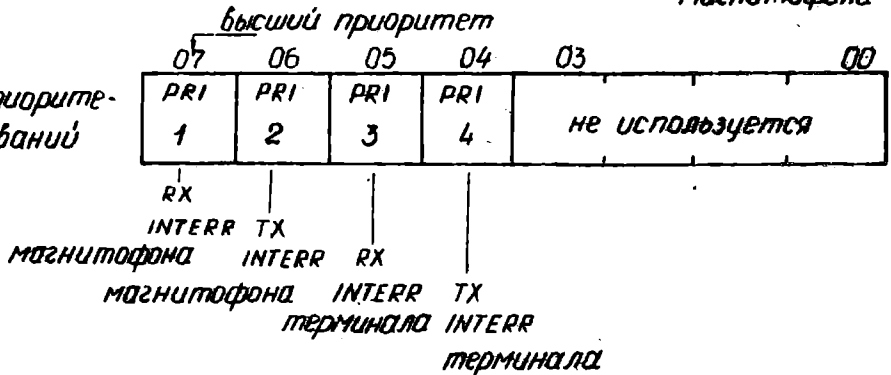 высший приоритет
07 06 05 04 03 00
PRI PRI PRI PRI
1 2 3 4 не используется
RX
INTERR TX
магнитофона INTERR RX
магнитофона INTERR TX
терминала INTERR
терминала